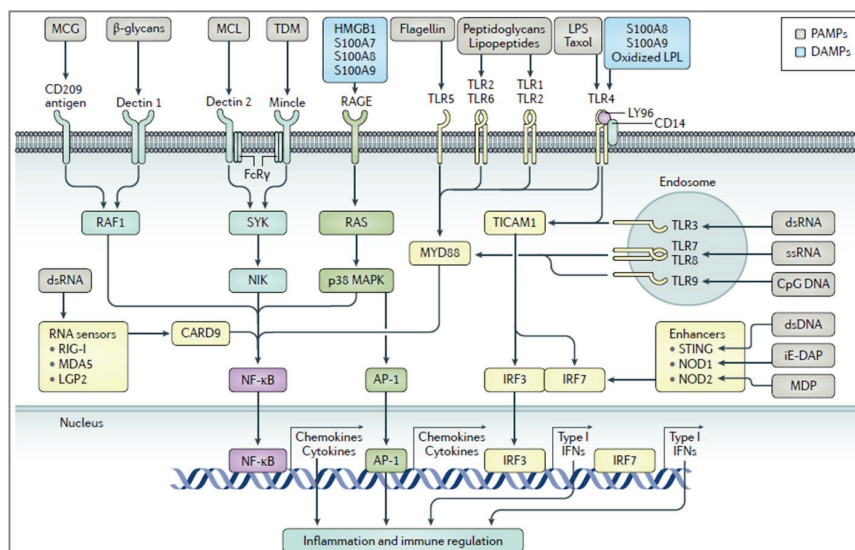 MCG
β-glycans
MCL
TDM
HMGB1
S100A7
S100A8
S100A9
Flagellin
Peptidoglycans
Lipopeptides
LPS
Taxol
S100A8
S100A9
Oxidized LPL
PAMPs
DAMPs
CD209
antigen
Dectin 1
Dectin 2
Mincle
RAGE
TLR5
TLR2
TLR6
TLR1
TLR2
TLR4
LY96
CD14
FcRγ
Endosome
RAF1
SYK
RAS
TICAM1
MYD88
TLR3
dsRNA
TLR7
TLR8
ssRNA
TLR9
CpG DNA
dsRNA
NIK
p38 MAPK
RNA sensors
• RIG-I
• MDA5
• LGP2
CARD9
Enhancers
• STING
• NOD1
• NOD2
dsDNA
iE-DAP
MDP
NF-κB
AP-1
IRF3
IRF7
Nucleus
Chemokines
Cytokines
Chemokines
Cytokines
Type I
IFNs
Type I
IFNs
NF-κB
AP-1
IRF3
IRF7
Inflammation and immune regulation